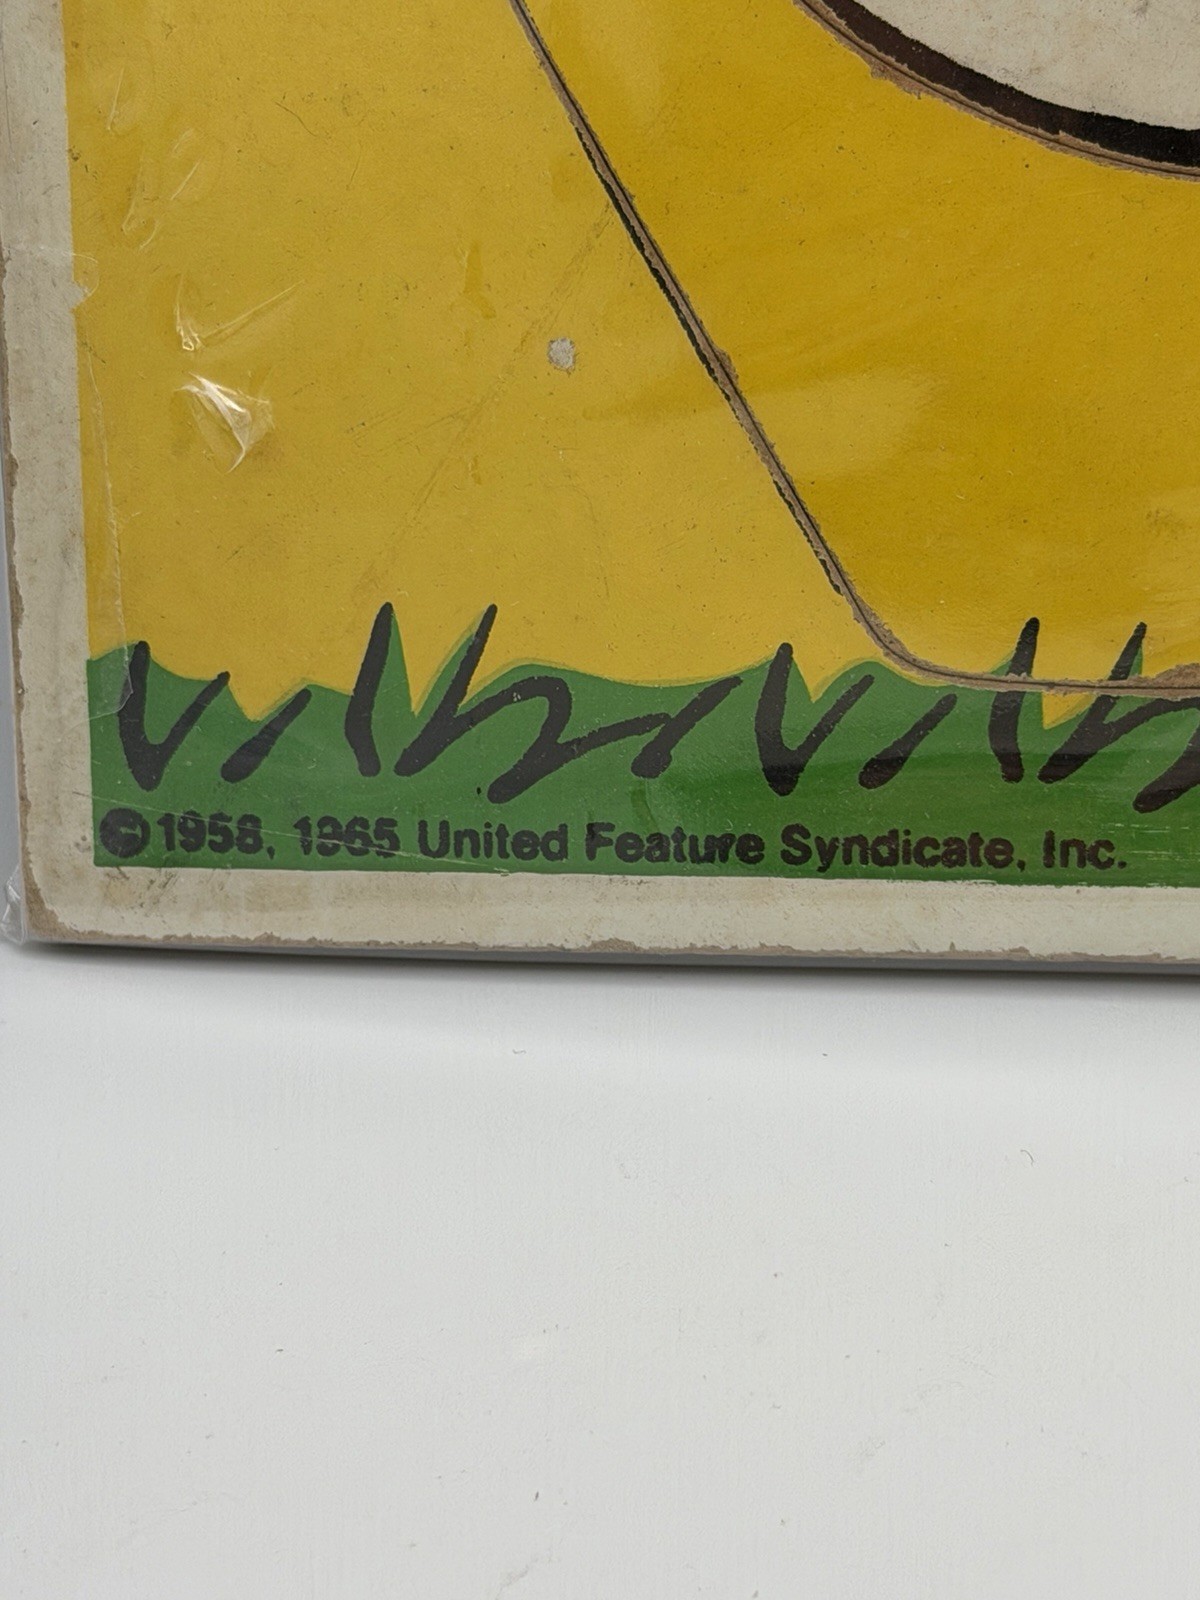 ©1958, 1965 United Feature Syndicate, Inc.